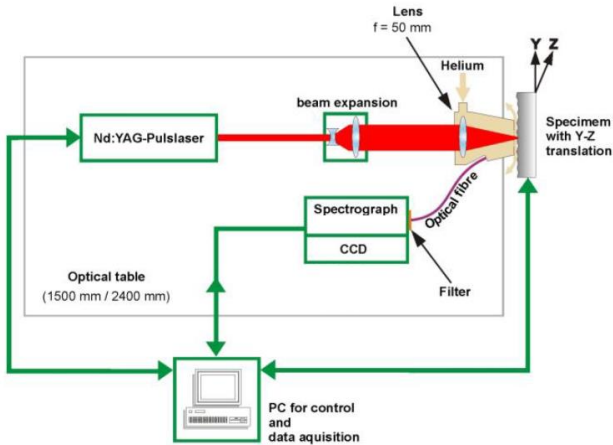 Lens
f = 50 mm
Y Z
Helium
beam expansion
Nd:YAG-Pulslaser
Specimem
with Y-Z
translation
Optical fibre
Spectrograph
CCD
Filter
Optical table
(1500 mm / 2400 mm)
PC for control
and
data aquisition